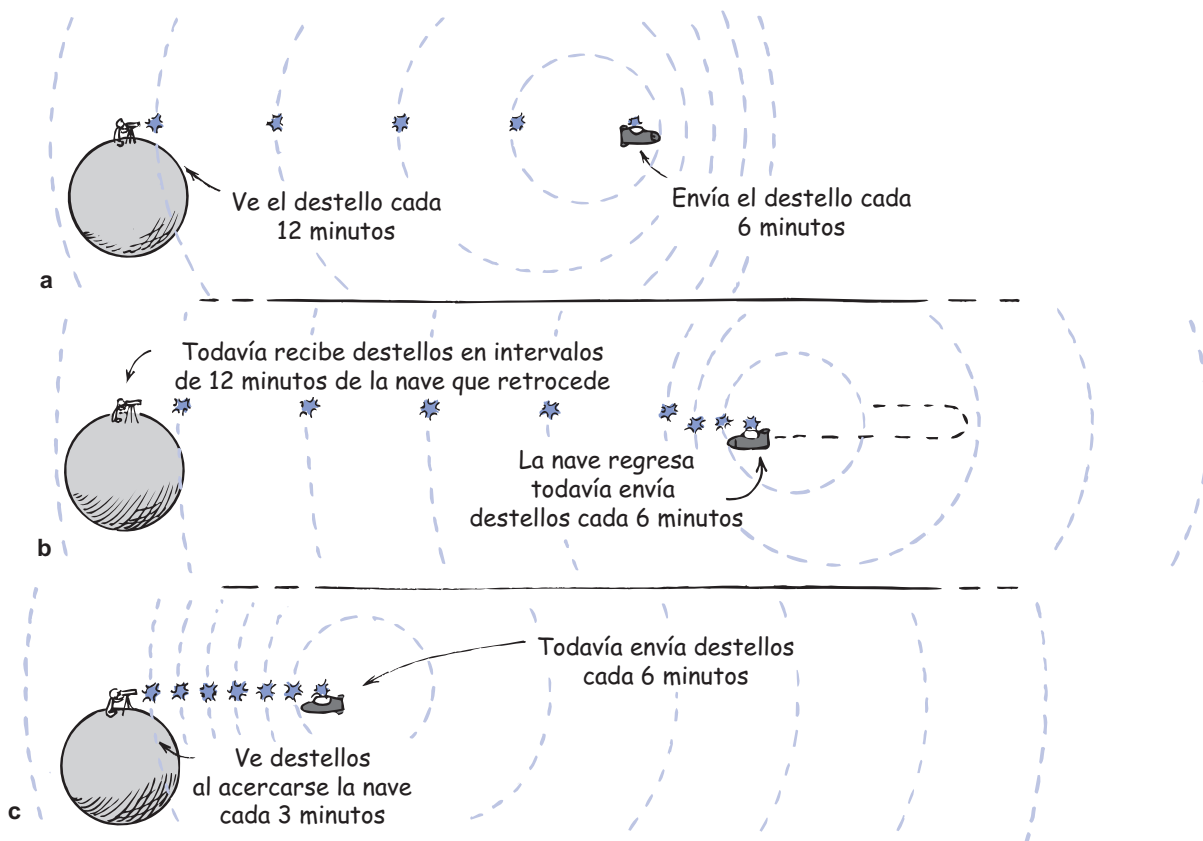 Ve el destello cada
12 minutos
Envía el destello cada
6 minutos
a
Todavía recibe destellos en intervalos
de 12 minutos de la nave que retrocede
La nave regresa
todavía envía
destellos cada 6 minutos
b
Todavía envía destellos
cada 6 minutos
Ve destellos
al acercarse la nave
cada 3 minutos
c